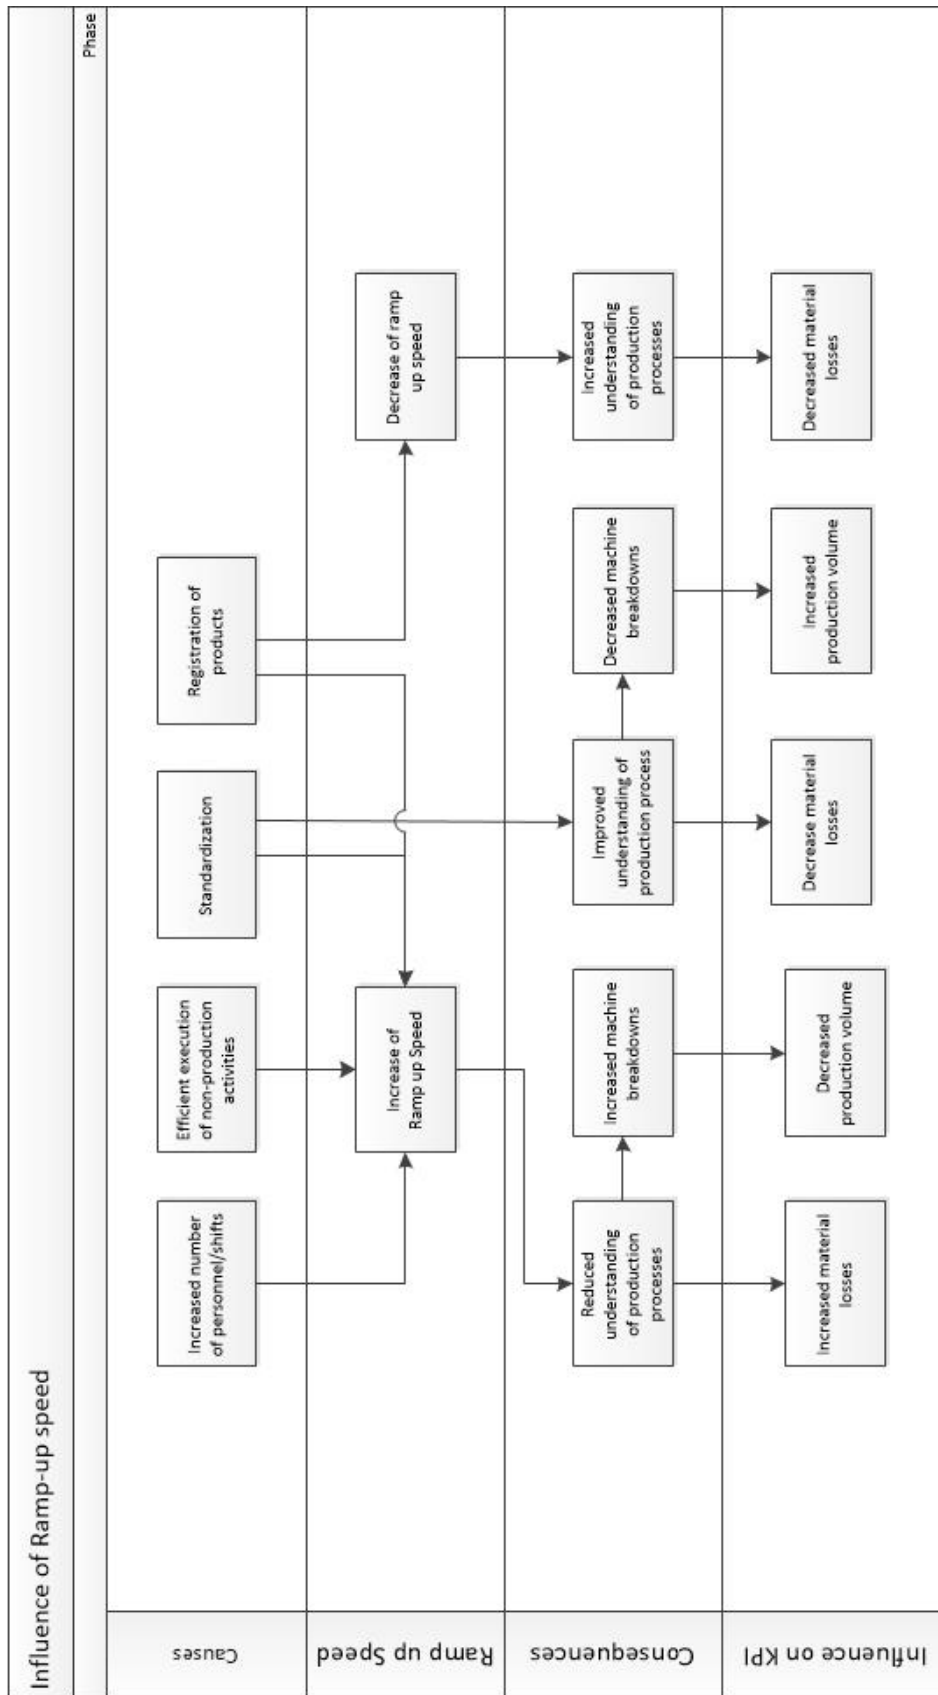 Influence of Ramp-up speed
Phase
Causes
Increased number
of personnel/shifts
Efficient execution
of non-production
activities
Standardization
Registration of
products
Ramp up Speed
Increase of
Ramp up Speed
Decrease of ramp
up speed
Consequences
Reduced
understanding
of production
processes
Increased machine
breakdowns
Improved
understanding of
production process
Decreased machine
breakdowns
Increased
understanding
of production
processes
Influence on KPI
Increased material
losses
Decreased
production volume
Decrease material
losses
Increased
production volume
Decreased material
losses